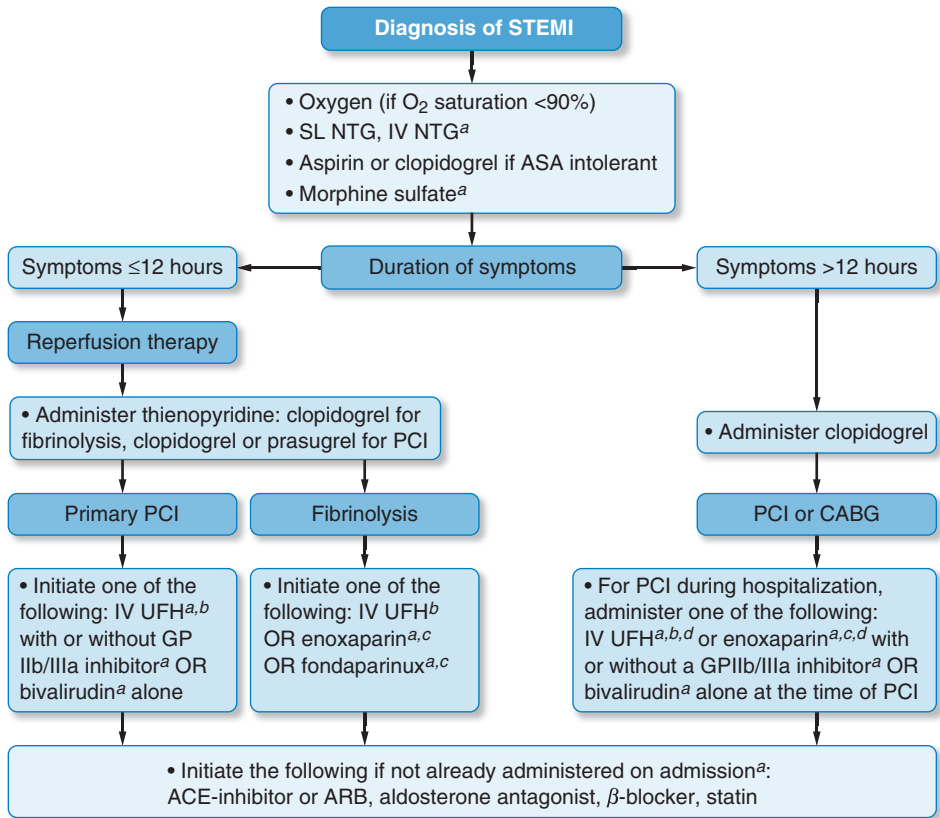 Diagnosis of STEMI
• Oxygen (if O2 saturation <90%)
• SL NTG, IV NTGa
• Aspirin or clopidogrel if ASA intolerant
• Morphine sulfatea
Symptoms ≤12 hours
Duration of symptoms
Symptoms >12 hours
Reperfusion therapy
• Administer thienopyridine: clopidogrel for
fibrinolysis, clopidogrel or prasugrel for PCI
• Administer clopidogrel
Primary PCI
Fibrinolysis
PCI or CABG
• Initiate one of the
following: IV UFHa,b
with or without GP
IIb/IIIa inhibitora OR
bivalirudina alone
• Initiate one of the
following: IV UFHb
OR enoxaparina,c
OR fondaparinuxa,c
• For PCI during hospitalization,
administer one of the following:
IV UFHa,b,d or enoxaparina,c,d with
or without a GPIIb/IIIa inhibitora OR
bivalirudina alone at the time of PCI
• Initiate the following if not already administered on admissiona:
ACE-inhibitor or ARB, aldosterone antagonist, β-blocker, statin